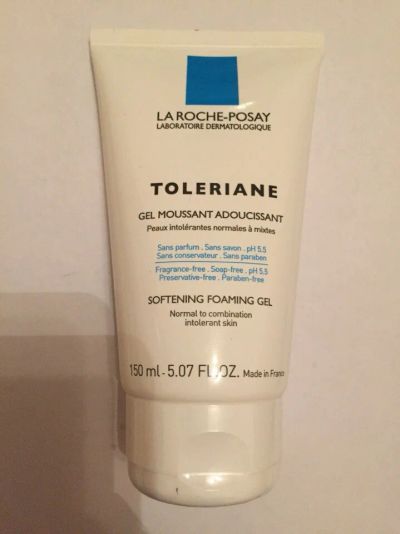 LA ROCHE-POSAY
LABORATOIRE DERMATOLOGIQUE
TOLERIANE
GEL MOUSSANT ADOUCISSANT
Peaux intolérantes normales à mixtes
Sans parfum . Sans savon . pH 5.5
Sans conservateur . Sans paraben
Fragrance-free . Soap-free . pH 5.5
Preservative-free . Paraben-free
SOFTENING FOAMING GEL
Normal to combination
intolerant skin
150 ml - 5.07 FL.OZ. Made in France